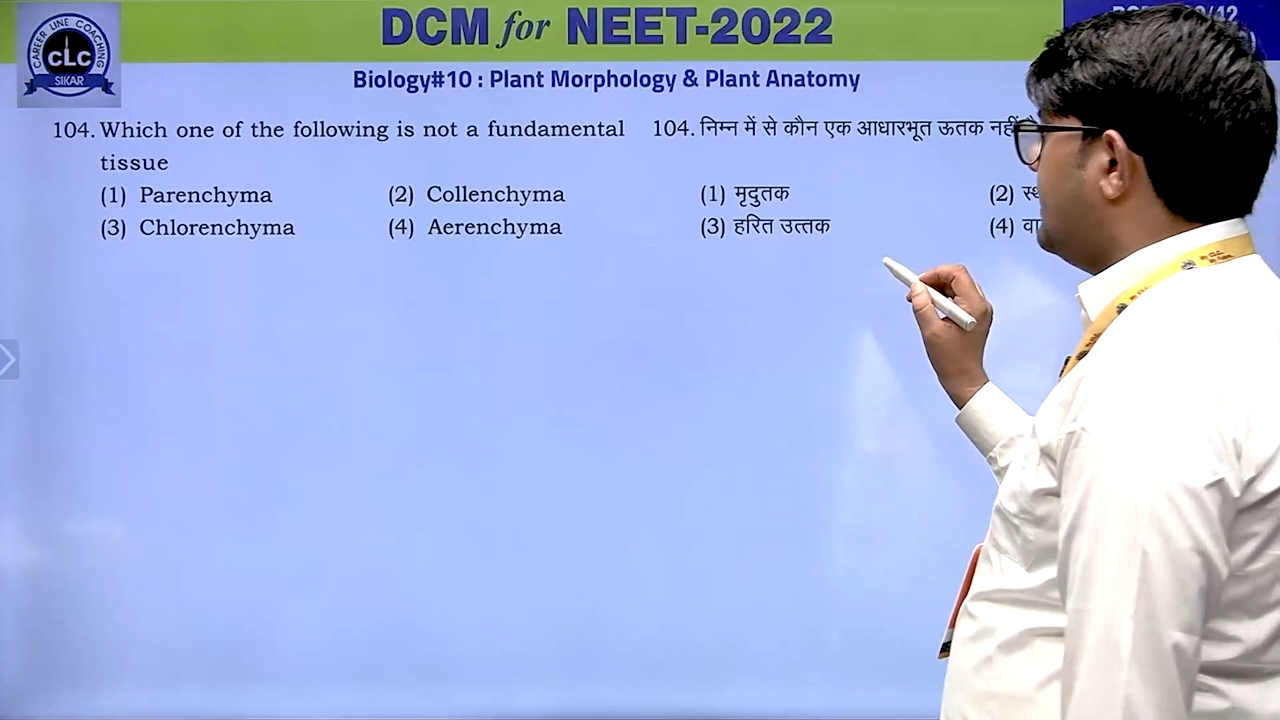 DCM for NEET-2022
CAREER LINE COACHING
CLC
SIKAR
Biology#10 : Plant Morphology & Plant Anatomy
104. Which one of the following is not a fundamental
tissue
(1) Parenchyma (2) Collenchyma
(3) Chlorenchyma (4) Aerenchyma
104. निम्न में से कौन एक आधारभूत ऊतक नहीं
(1) मृदुतक (2)
(3) हरित उत्तक (4)